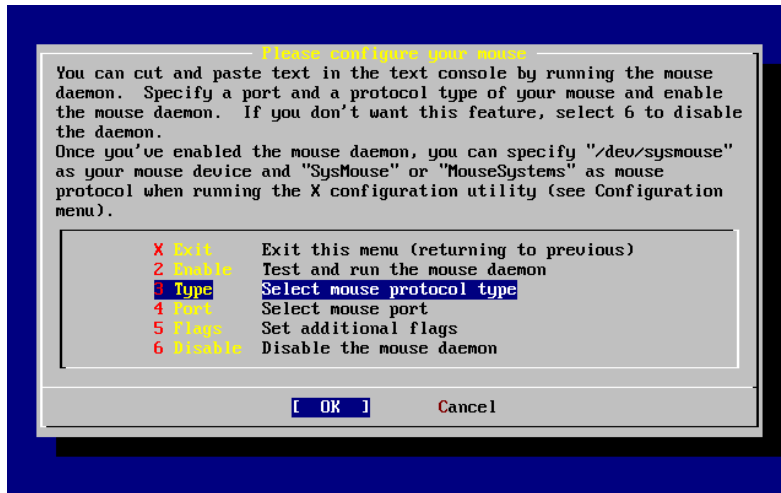 Please configure your mouse
You can cut and paste text in the text console by running the mouse
daemon.  Specify a port and a protocol type of your mouse and enable
the mouse daemon.  If you don't want this feature, select 6 to disable
the daemon.
Once you've enabled the mouse daemon, you can specify "/dev/sysmouse"
as your mouse device and "SysMouse" or "MouseSystems" as mouse
protocol when running the X configuration utility (see Configuration
menu).
X Exit Exit this menu (returning to previous)
2 Enable Test and run the mouse daemon
3 Type Select mouse protocol type
4 Port Select mouse port
5 Flags Set additional flags
6 Disable Disable the mouse daemon
[ OK ] Cancel